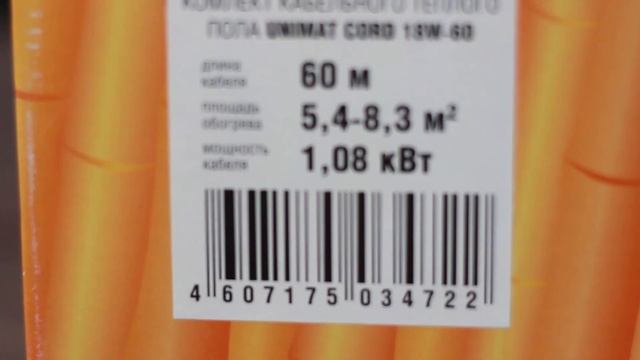 КОМПЛЕКТ КАБЕЛЬНОГО ТЕПЛОГО
ПОЛА UNIMAT CORD 18W-60
длина
кабеля
60 м
площадь
обогрева
5,4-8,3 м²
мощность
кабеля
1,08 кВт
4 607175 034722